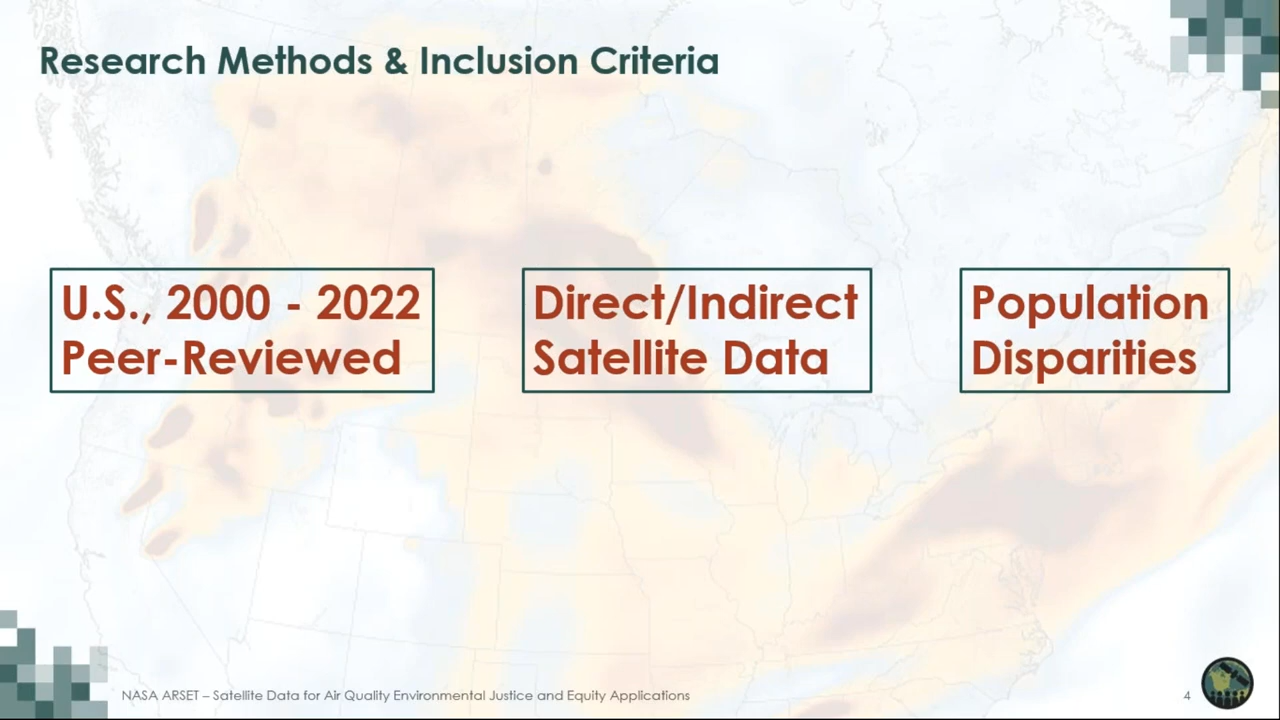 Research Methods & Inclusion Criteria
U.S., 2000 - 2022
Peer-Reviewed
Direct/Indirect
Satellite Data
Population
Disparities
NASA ARSET – Satellite Data for Air Quality Environmental Justice and Equity Applications
4